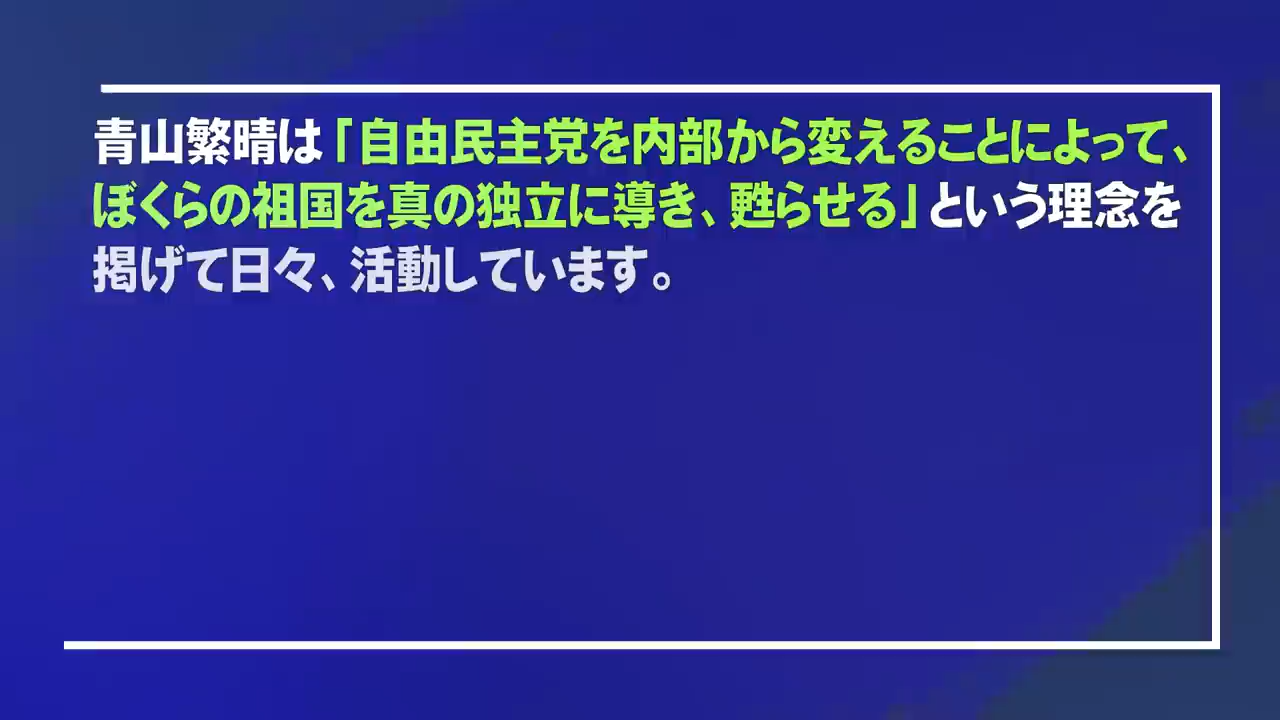 青山繁晴は「自由民主党を内部から変えることによって、
ぼくらの祖国を真の独立に導き、甦らせる」という理念を
掲げて日々、活動しています。